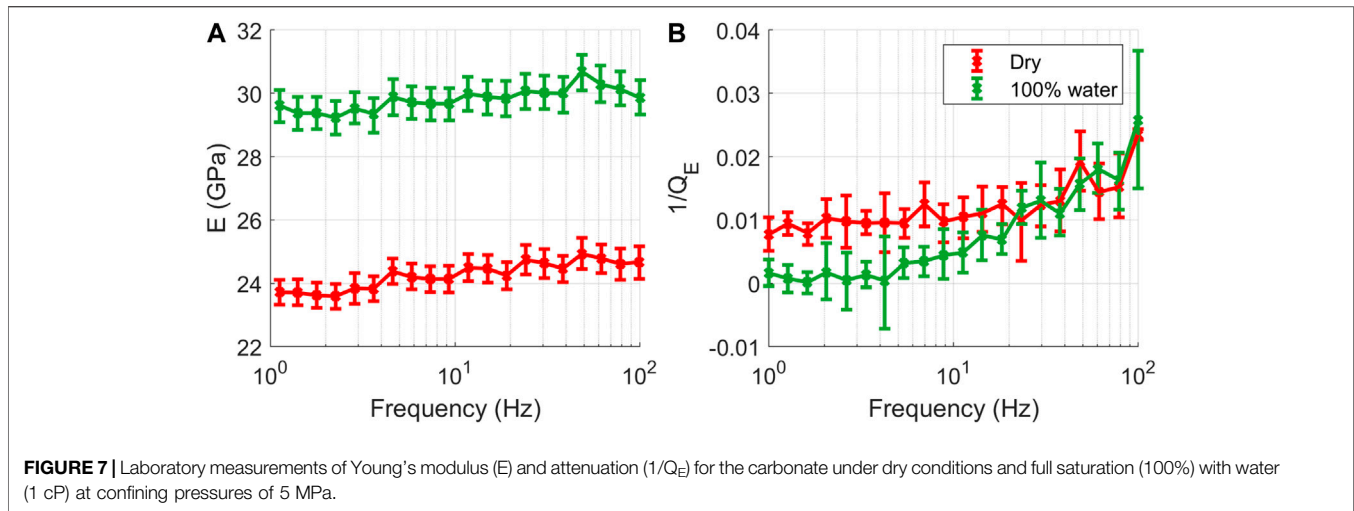 A
32
30
28
26
24
22
E (GPa)
10^0
10^1
10^2
Frequency (Hz)
B
0.04
0.03
0.02
0.01
0
-0.01
1/Q_E
Dry
100% water
10^0
10^1
10^2
Frequency (Hz)
FIGURE 7 | Laboratory measurements of Young's modulus (E) and attenuation (1/Q_E) for the carbonate under dry conditions and full saturation (100%) with water
(1 cP) at confining pressures of 5 MPa.